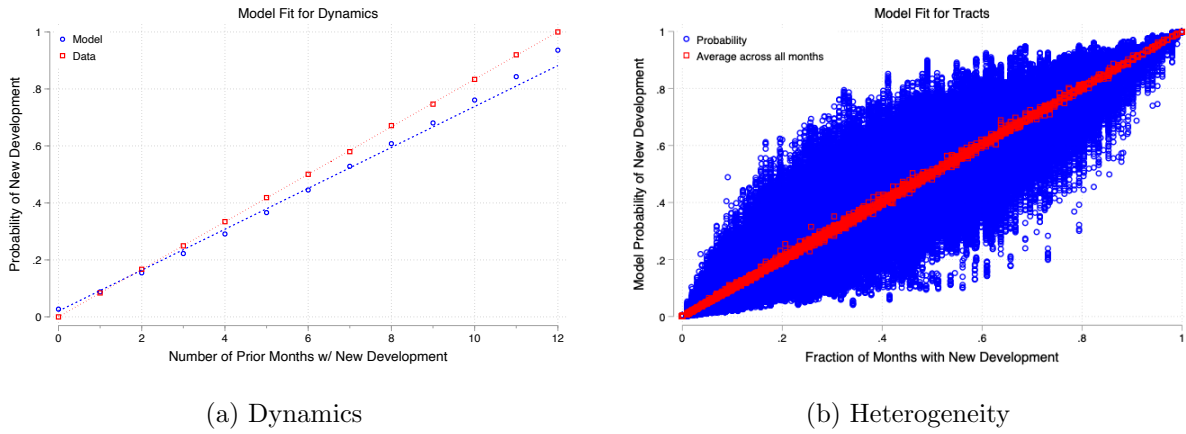 Model Fit for Dynamics
Model
Data
Probability of New Development
1
.8
.6
.4
.2
0
0
2
4
6
8
10
12
Number of Prior Months w/ New Development
(a) Dynamics
Model Fit for Tracts
Probability
Average across all months
Model Probability of New Development
1
.8
.6
.4
.2
0
0
.2
.4
.6
.8
1
Fraction of Months with New Development
(b) Heterogeneity